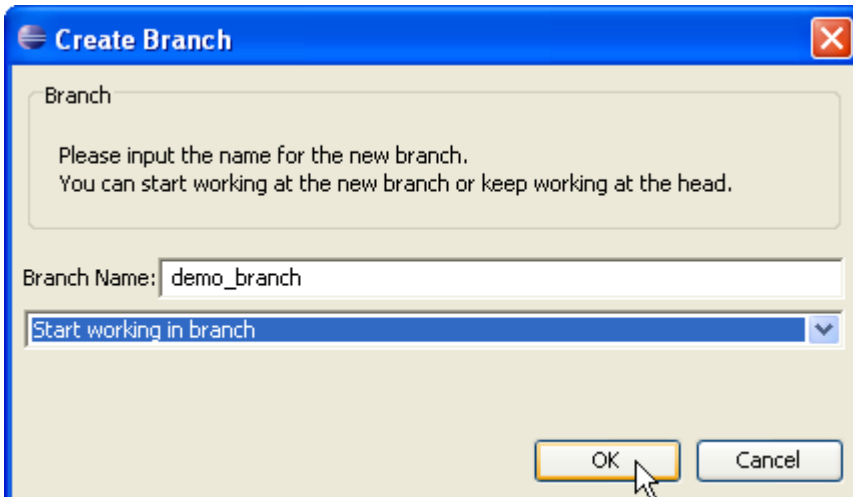 Create Branch
Branch
Please input the name for the new branch.
You can start working at the new branch or keep working at the head.
Branch Name: demo_branch
Start working in branch
OK Cancel